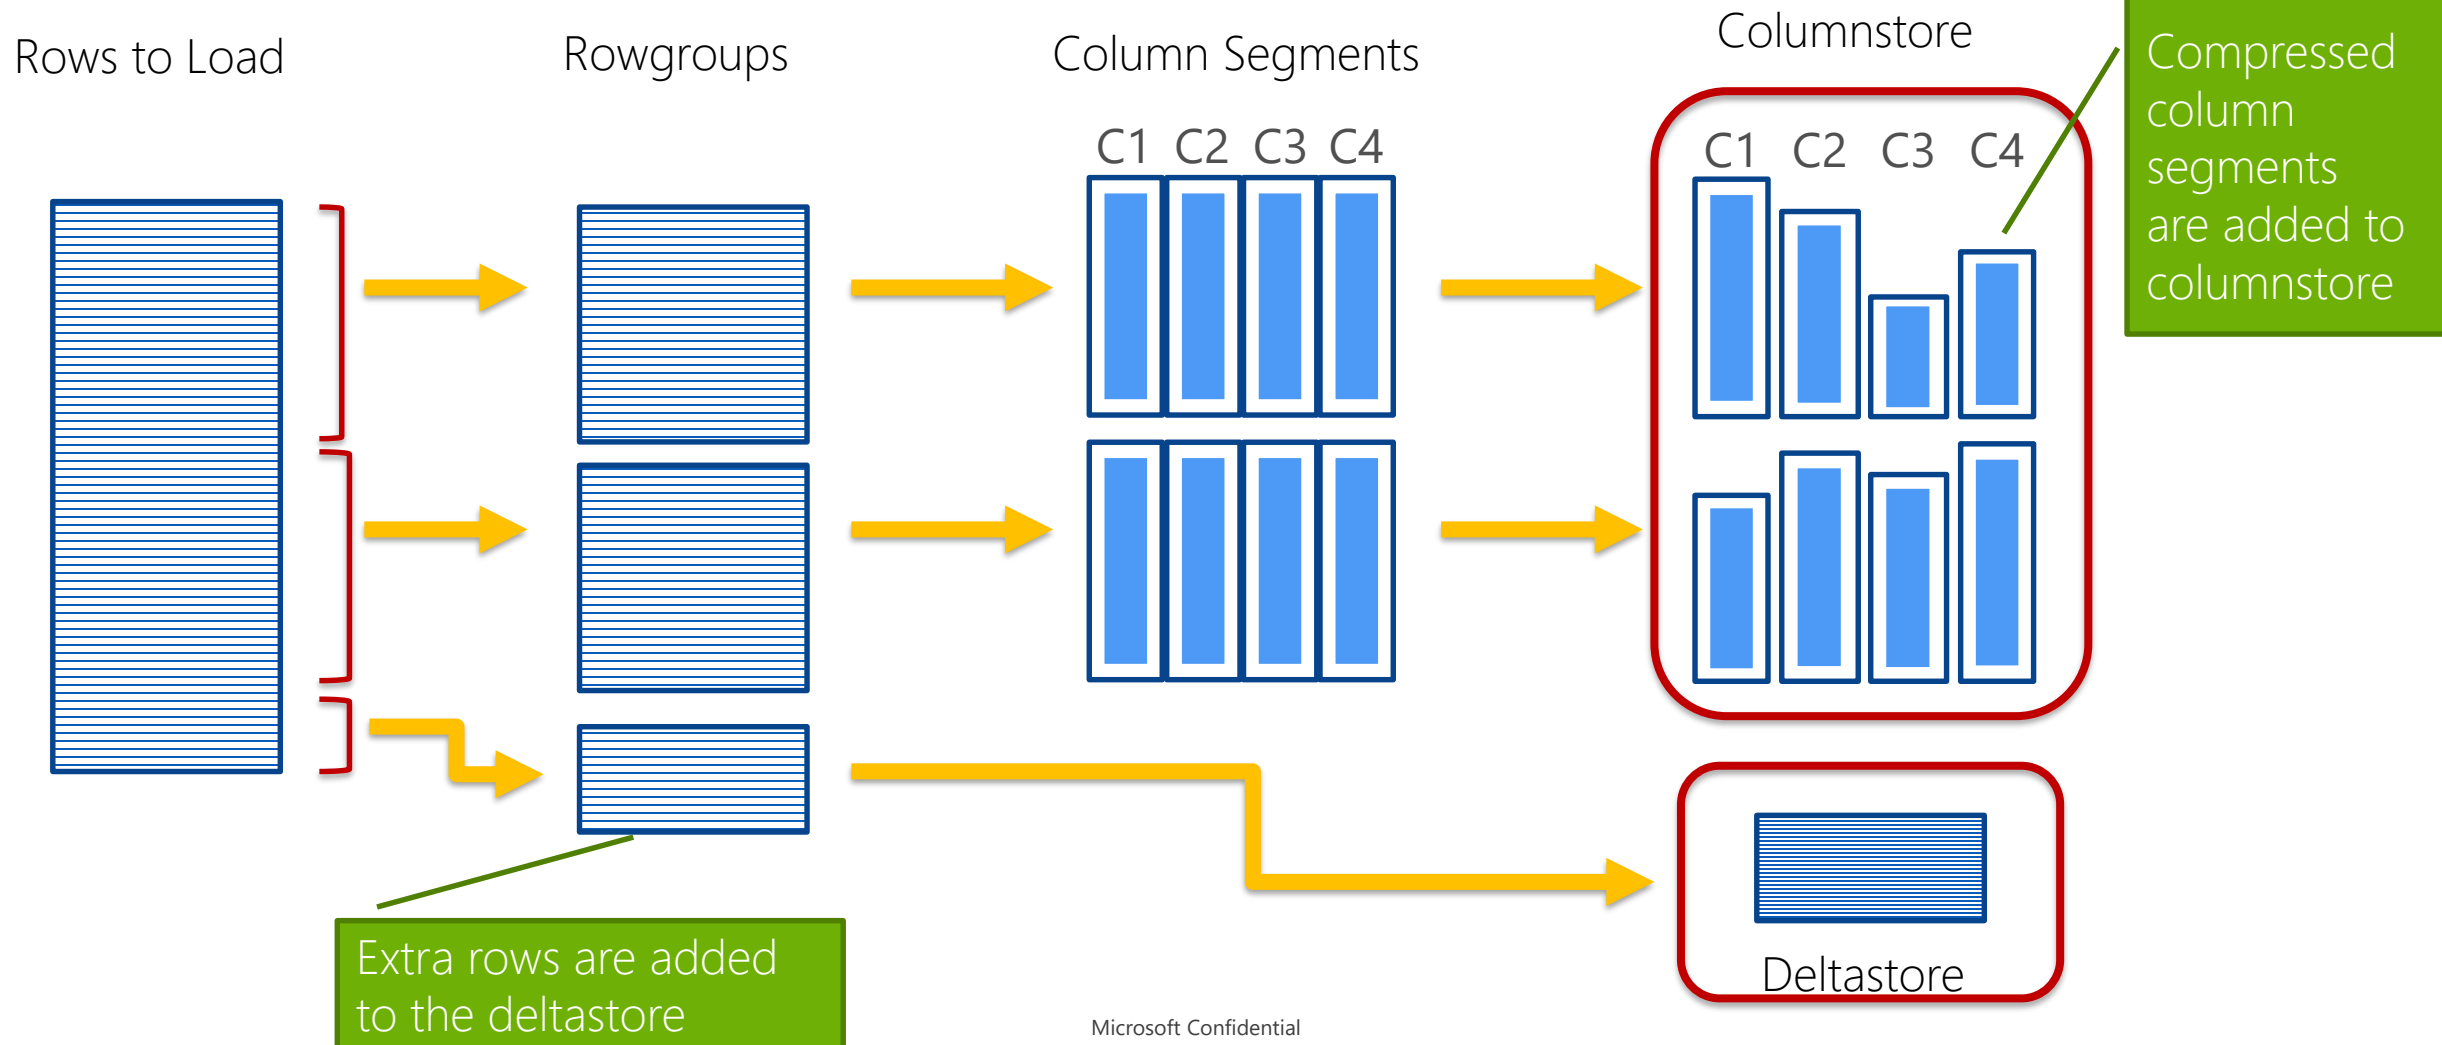 Rows to Load
Rowgroups
Column Segments
Columnstore
C1 C2 C3 C4
C1 C2 C3 C4
Compressed
column
segments
are added to
columnstore
Extra rows are added
to the deltastore
Deltastore
Microsoft Confidential